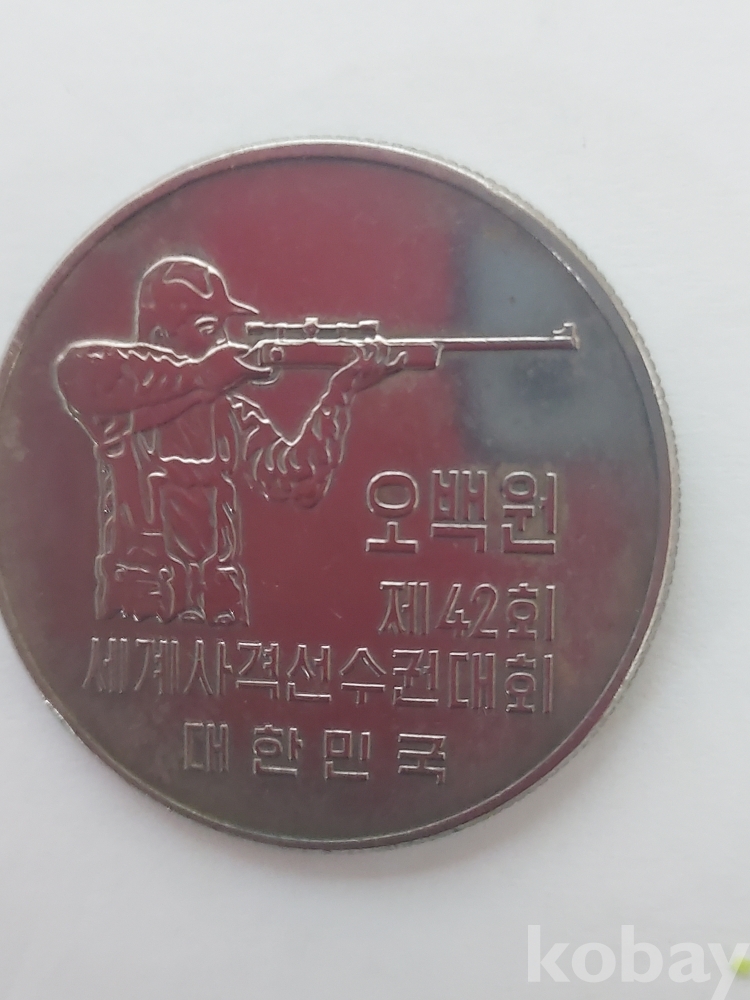 오백원
제42회
세계사격선수권대회
대한민국
kobay